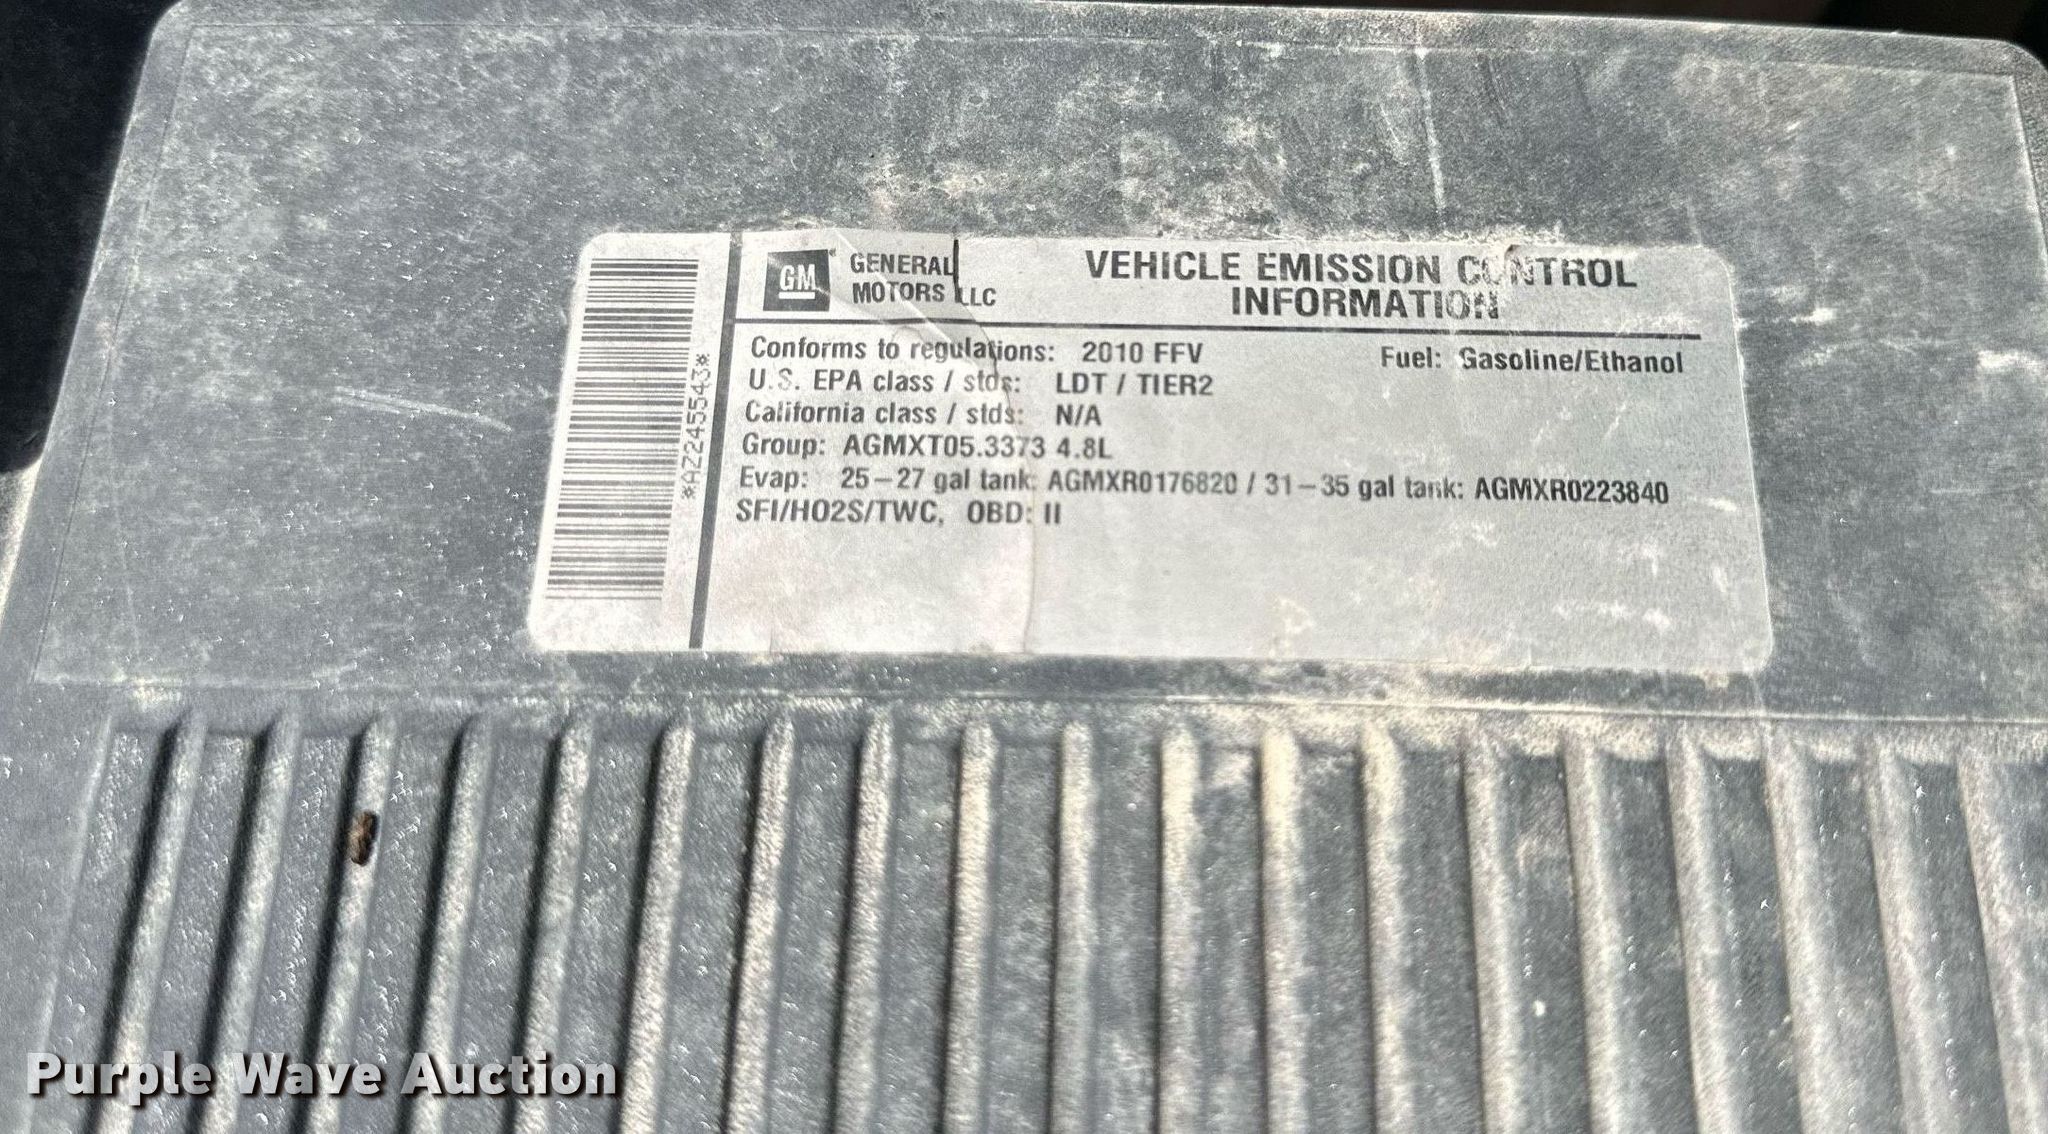 *AZ245543*
GM
GENERAL
MOTORS LLC
VEHICLE EMISSION CONTROL
INFORMATION
Conforms to regulations: 2010 FFV
Fuel: Gasoline/Ethanol
U.S. EPA class / stds: LDT / TIER2
California class / stds: N/A
Group: AGMXT05.3373 4.8L
Evap: 25-27 gal tank: AGMXR0176820 / 31-35 gal tank: AGMXR0223840
SFI/HO2S/TWC, OBD: II
Purple Wave Auction